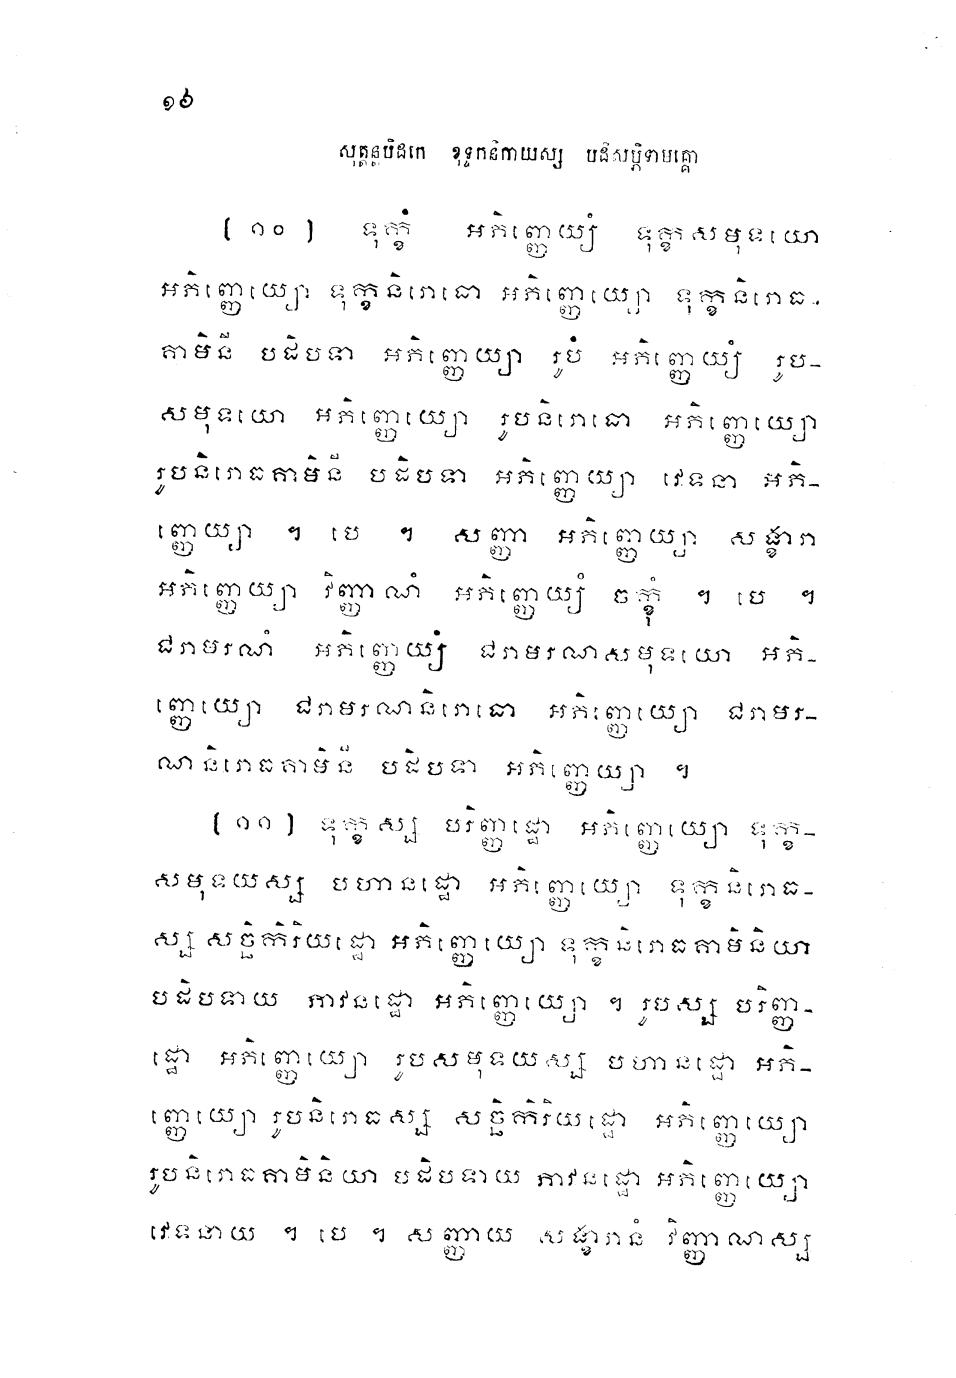 ១៦
សុត្តន្តបិដកេ ខុទ្ទកនិកាយស្ស បដិសម្ភិទាមគ្គោ
[ ១០ ] ទុក្ខំ អភិញ្ញេយ្យំ ទុក្ខសមុទយោ
អភិញ្ញេយ្យោ ទុក្ខនិរោធោ អភិញ្ញេយ្យោ ទុក្ខនិរោធ-
គាមិនី បដិបទា អភិញ្ញេយ្យា រូបំ អភិញ្ញេយ្យំ រូប-
សមុទយោ អភិញ្ញេយ្យោ រូបនិរោធោ អភិញ្ញេយ្យោ
រូបនិរោធគាមិនី បដិបទា អភិញ្ញេយ្យា វេទនា អភិ-
ញ្ញេយ្យា ។ បេ ។ សញ្ញា អភិញ្ញេយ្យា សង្ខារា
អភិញ្ញេយ្យា វិញ្ញាណំ អភិញ្ញេយ្យំ ចក្ខុំ ។ បេ ។
ជរាមរណំ អភិញ្ញេយ្យំ ជរាមរណសមុទយោ អភិ-
ញ្ញេយ្យោ ជរាមរណនិរោធោ អភិញ្ញេយ្យោ ជរាមរ-
ណនិរោធគាមិនី បដិបទា អភិញ្ញេយ្យា ។
[ ១១ ] ទុក្ខស្ស បរិញ្ញដ្ឋោ អភិញ្ញេយ្យោ ទុក្ខ-
សមុទយស្ស បហានដ្ឋោ អភិញ្ញេយ្យោ ទុក្ខនិរោធ-
ស្ស សច្ឆិកិរិយដ្ឋោ អភិញ្ញេយ្យោ ទុក្ខនិរោធគាមិនិយា
បដិបទាយ ភាវនដ្ឋោ អភិញ្ញេយ្យោ ។ រូបស្ស បរិញ្ញ-
ដ្ឋោ អភិញ្ញេយ្យោ រូបសមុទយស្ស បហានដ្ឋោ អភិ-
ញ្ញេយ្យោ រូបនិរោធស្ស សច្ឆិកិរិយដ្ឋោ អភិញ្ញេយ្យោ
រូបនិរោធគាមិនិយា បដិបទាយ ភាវនដ្ឋោ អភិញ្ញេយ្យោ
វេទនាយ ។ បេ ។ សញ្ញាយ សង្ខារានំ វិញ្ញាណស្ស